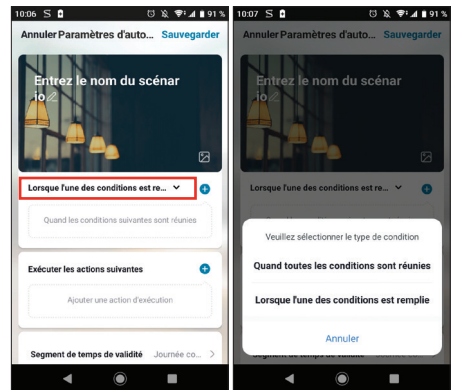 10:06 S 91 %
Annuler Paramètres d'auto... Sauvegarder
Entrez le nom du scénar
io
Lorsque l'une des conditions est re...
Quand les conditions suivantes sont réunies
Exécuter les actions suivantes
Ajouter une action d'exécution
Segment de temps de validité Journée co...
10:07 S 91 %
Annuler Paramètres d'auto... Sauvegarder
Entrez le nom du scénar
io
Lorsque l'une des conditions est re...
Veuillez sélectionner le type de condition
Quand toutes les conditions sont réunies
Lorsque l'une des conditions est remplie
Annuler